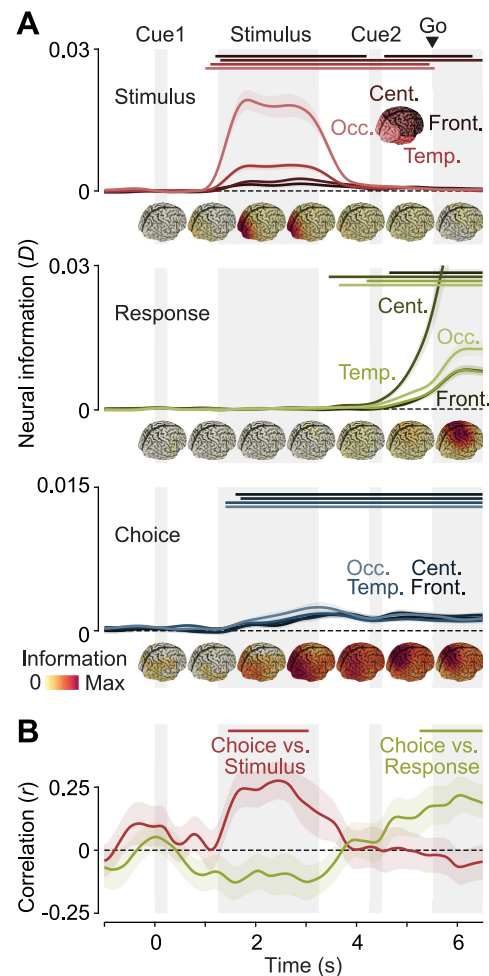 A
Cue1 Stimulus Cue2 Go
0.03
Stimulus
Cent.
Occ. Front.
Temp.
0
Neural information (D)
0.03
Response
Cent.
Occ.
Temp.
Front.
0
0.015
Choice
Occ. Cent.
Temp. Front.
0
Information
0 Max
B
Choice vs. Stimulus
Choice vs. Response
Correlation (r)
0.25
0
-0.25
0 2 4 6
Time (s)